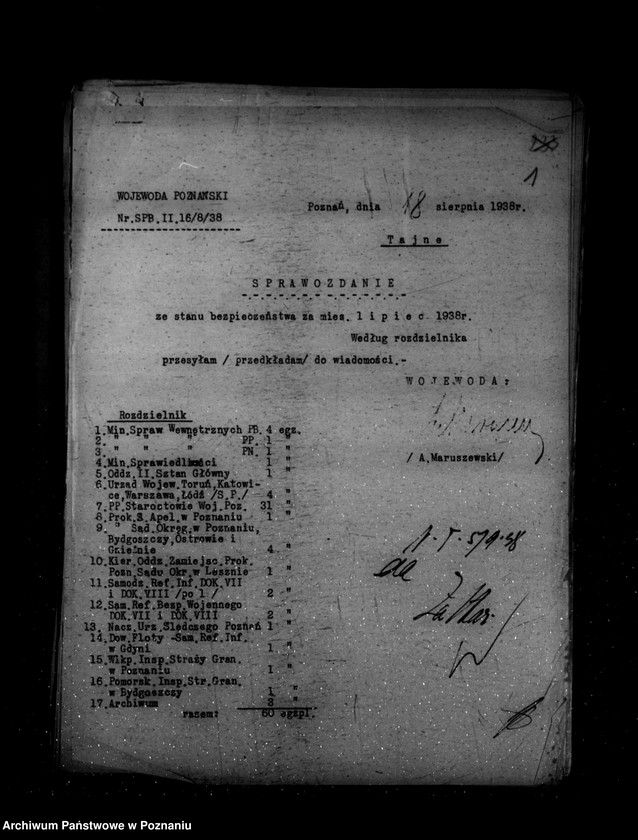 1
WOJEWODA POZNAŃSKI
Nr.SPB.II.16/8/38
Poznań, dnia 18 sierpnia 1938r.
Tajne
SPRAWOZDANIE
ze stanu bezpieczeństwa za mies. lipiec 1938r.
Według rozdzielnika
przesyłam / przedkładam/ do wiadomości.-
WOJEWODA:
/ A.Maruszewski/
Rozdzielnik
1.Min.Spraw Wewnętrznych PB. 4 egz.
2. " " " PP. 1 "
3. " " " PN. 1 "
4.Min.Sprawiedliwości 1 "
5.Oddz.II.Sztan Główny 1 "
6.Urząd Wojew.Toruń,Katowi-
ce,Warszawa,Łódź /S.P./ 4 "
7.PP.Staroctowie Woj.Poz. 31 "
8.Prok.S.Apel.w Poznaniu 1 "
9. " Sąd.Okręg.w Poznaniu,
Bydgoszczy,Ostrowie i
Gnieźnie 4 "
10.Kier.Oddz.Zamiejsc.Prok.
Pozn.Sądu Okr.w Lesznie 1 "
11.Samodz.Ref.Inf.DOK.VII
i DOK.VIII /po 1/ 2 "
12.Sam.Ref.Bezp.Wojennego
DOK.VII i DOK.VIII 2 "
13. Nacz.Urz.Śledczego Poznań 1 "
14.Dow.Floty -Sam.Ref.Inf.
w Gdyni 1 "
15.Wlkp.Insp.Straży Gran.
w Poznaniu 1 "
16.Pomorsk.Insp.Str.Gran.
w Bydgoszczy 1 "
17.Archiwum 3 "
razem: 60 egzpl.
Archiwum Państwowe w Poznaniu